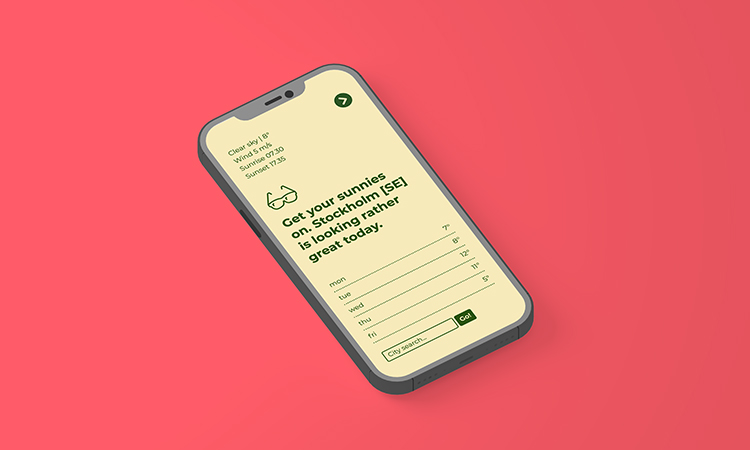 Clear sky | 8°
Wind 5 m/s
Sunrise 07.30
Sunset 17.35
Get your sunnies
on. Stockholm [SE]
is looking rather
great today.
mon 7°
tue 8°
wed 12°
thu 11°
fri 5°
City search...
Go!